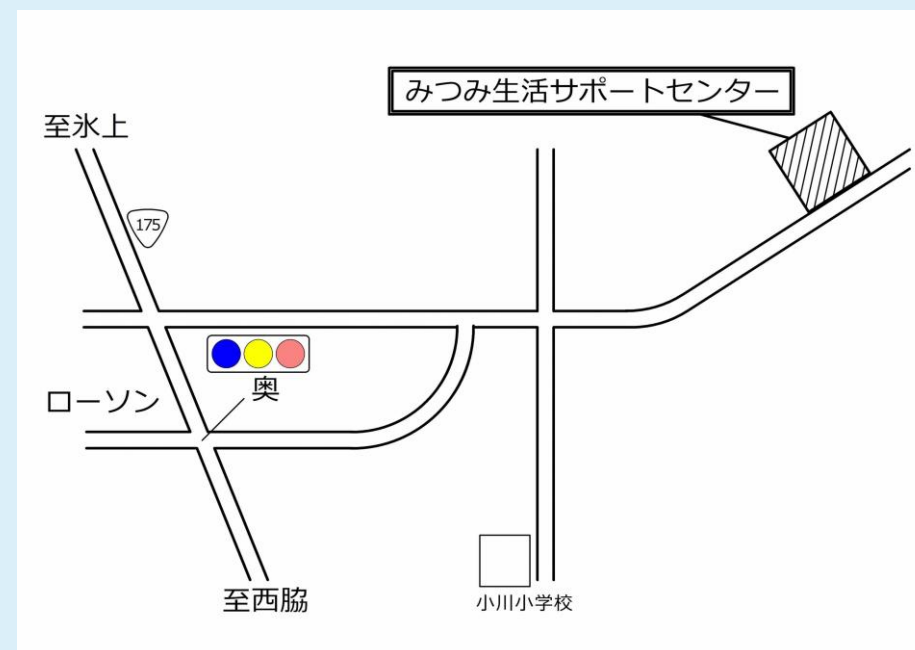 みつみ生活サポートセンター
至氷上
175
奥
ローソン
至西脇
小川小学校